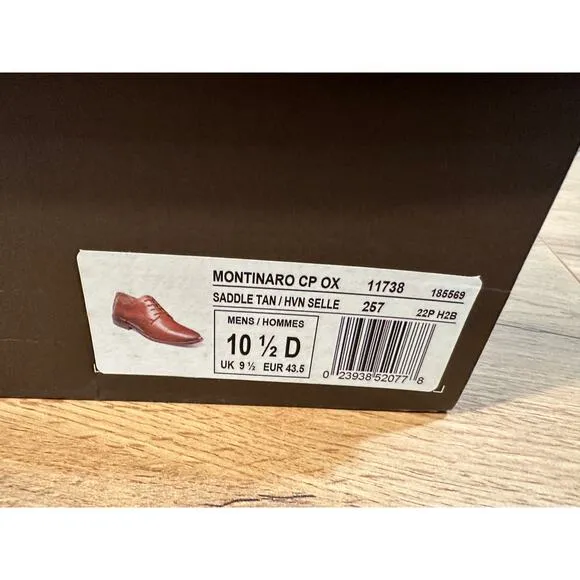 MONTINARO CP OX 11738 185569
SADDLE TAN / HVN SELLE 257 22P H2B
MENS / HOMMES
10 ½ D
UK 9 ½ EUR 43.5
0 23938 52077 8